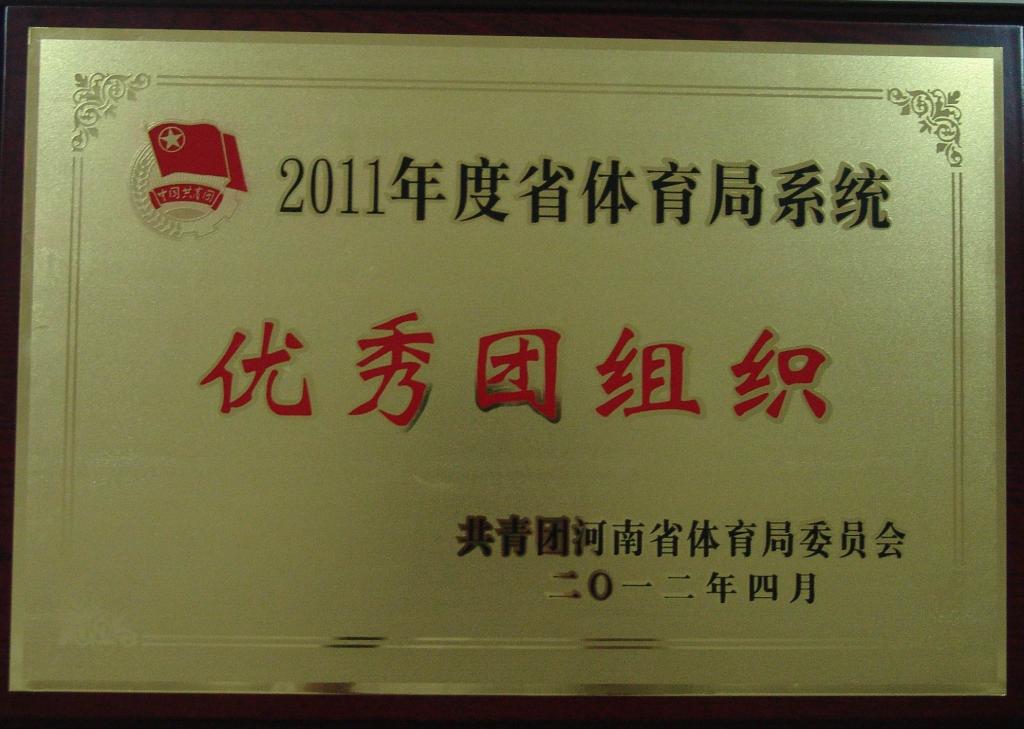 中国共青团
2011年度省体育局系统
优秀团组织
共青团河南省体育局委员会
二〇一二年四月